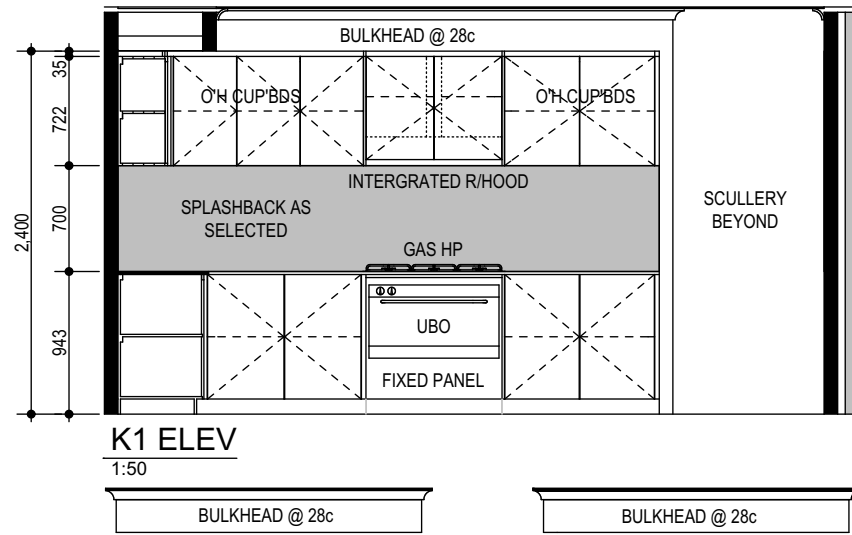 BULKHEAD @ 28c
35
O'H CUP'BDS
O'H CUP'BDS
722
INTERGRATED R/HOOD
SPLASHBACK AS
SELECTED
SCULLERY
BEYOND
2,400
700
GAS HP
UBO
943
FIXED PANEL
K1 ELEV
1:50
BULKHEAD @ 28c
BULKHEAD @ 28c